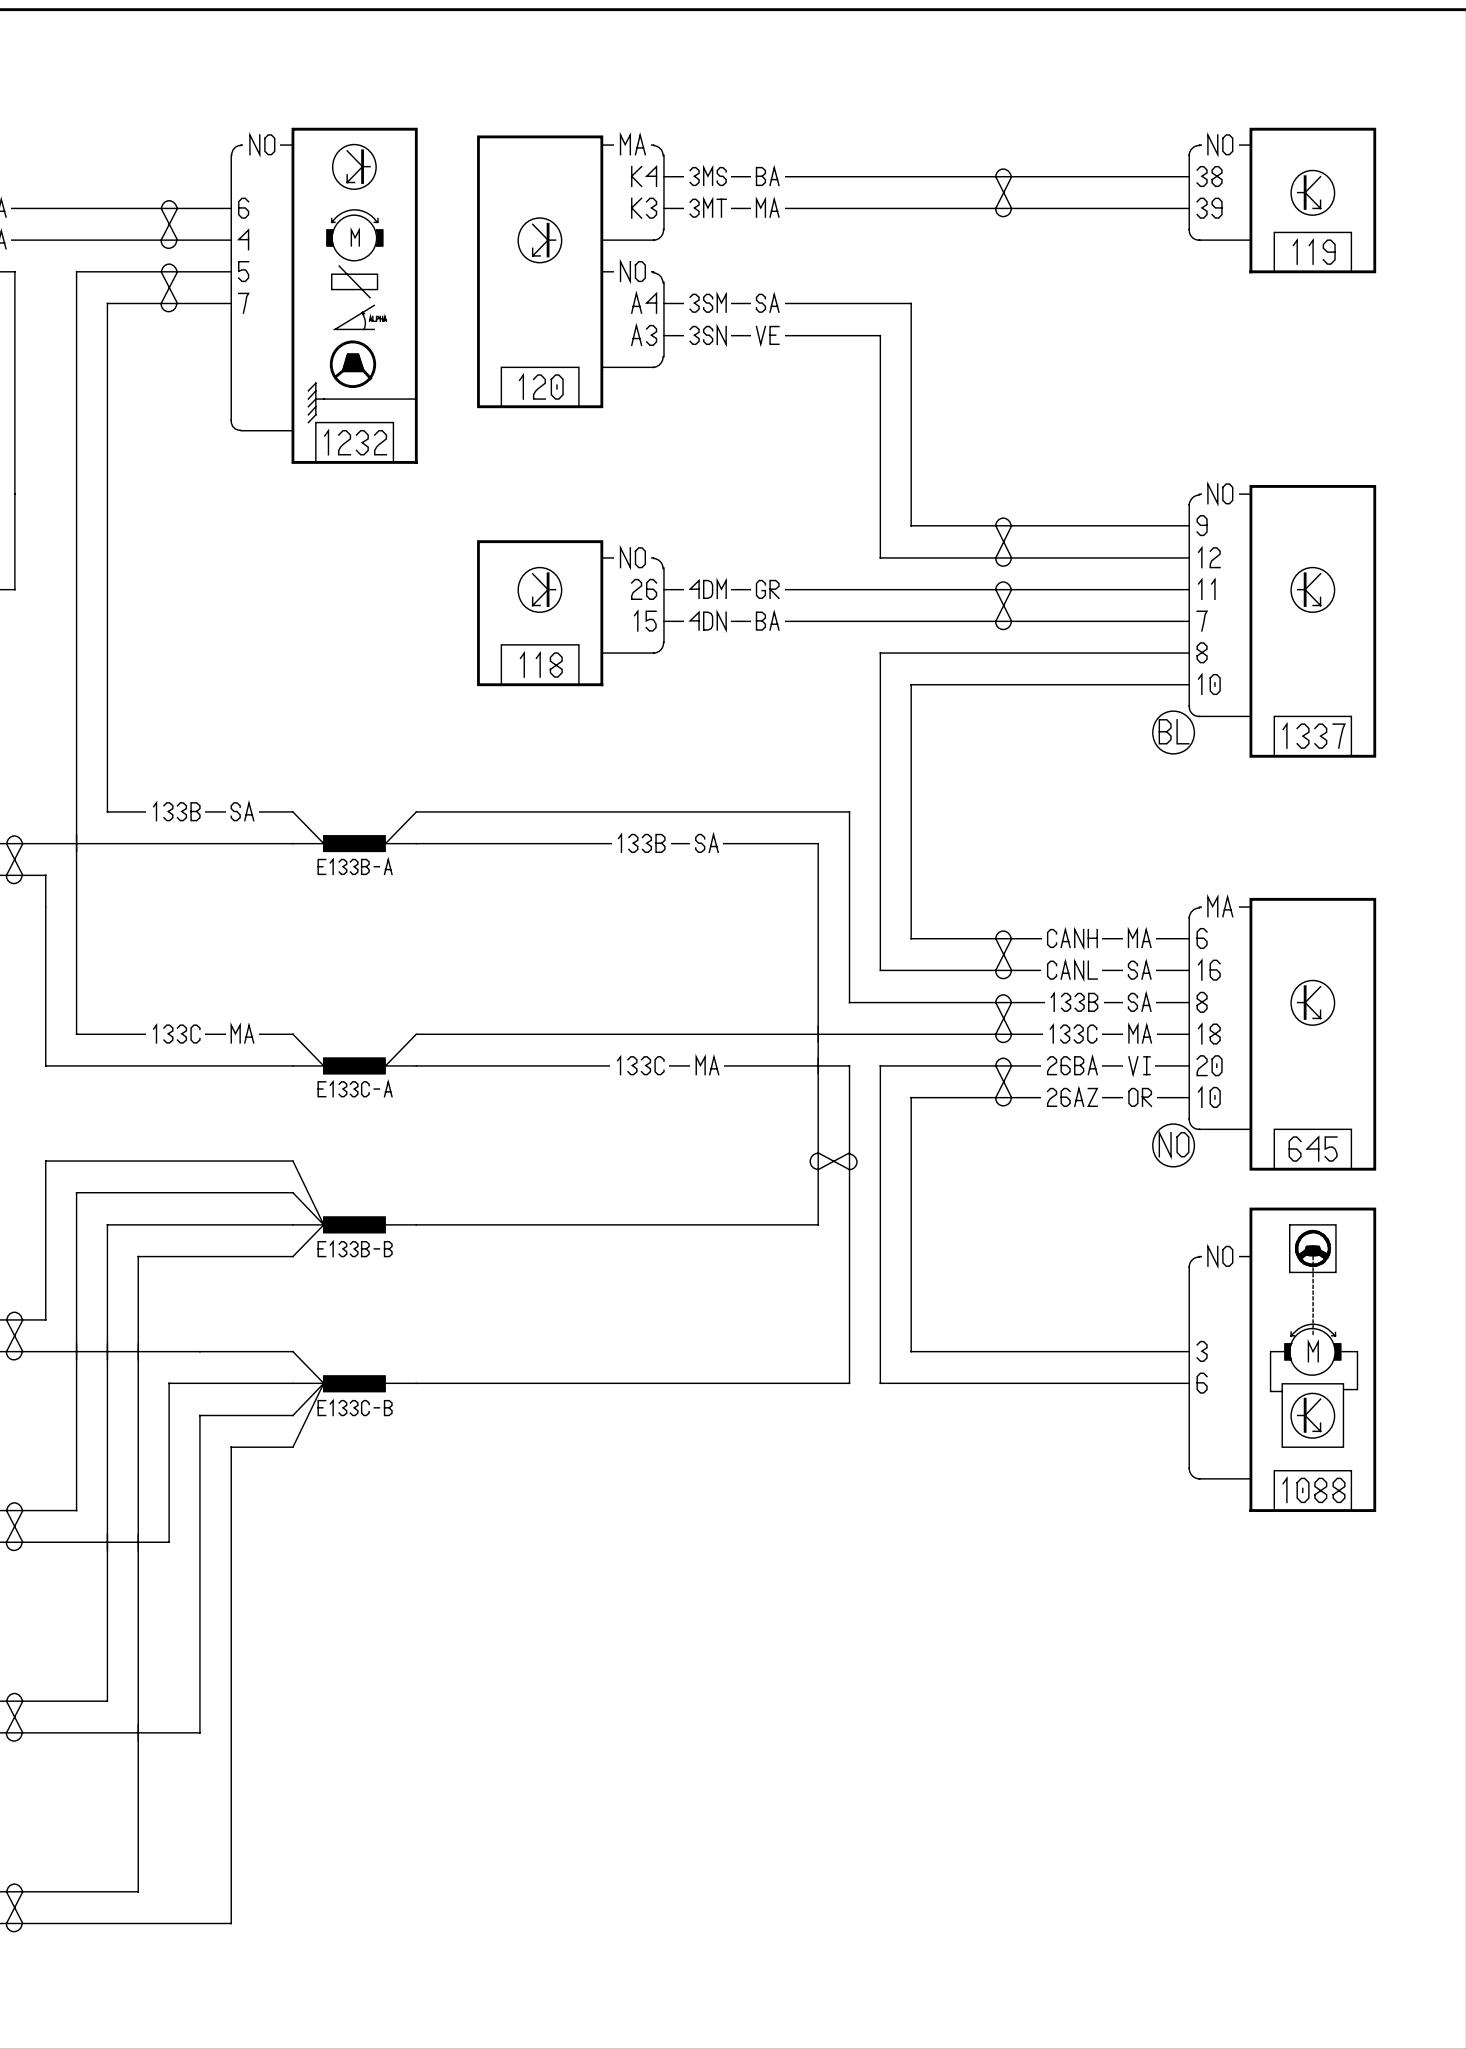 NO
6
4
5
7
M
ALPHA
1232
A
A
MA
K4 3MS BA
K3 3MT MA
NO
A4 3SM SA
A3 3SN VE
120
NO
38
39
119
NO
26 4DM GR
15 4DN BA
118
NO
9
12
11
7
8
10
BL
1337
133B SA
E133B-A
133B SA
133C MA
E133C-A
133C MA
MA
CANH MA 6
CANL SA 16
133B SA 8
133C MA 18
26BA VI 20
26AZ OR 10
NO
645
E133B-B
E133C-B
NO
3
6
M
1088